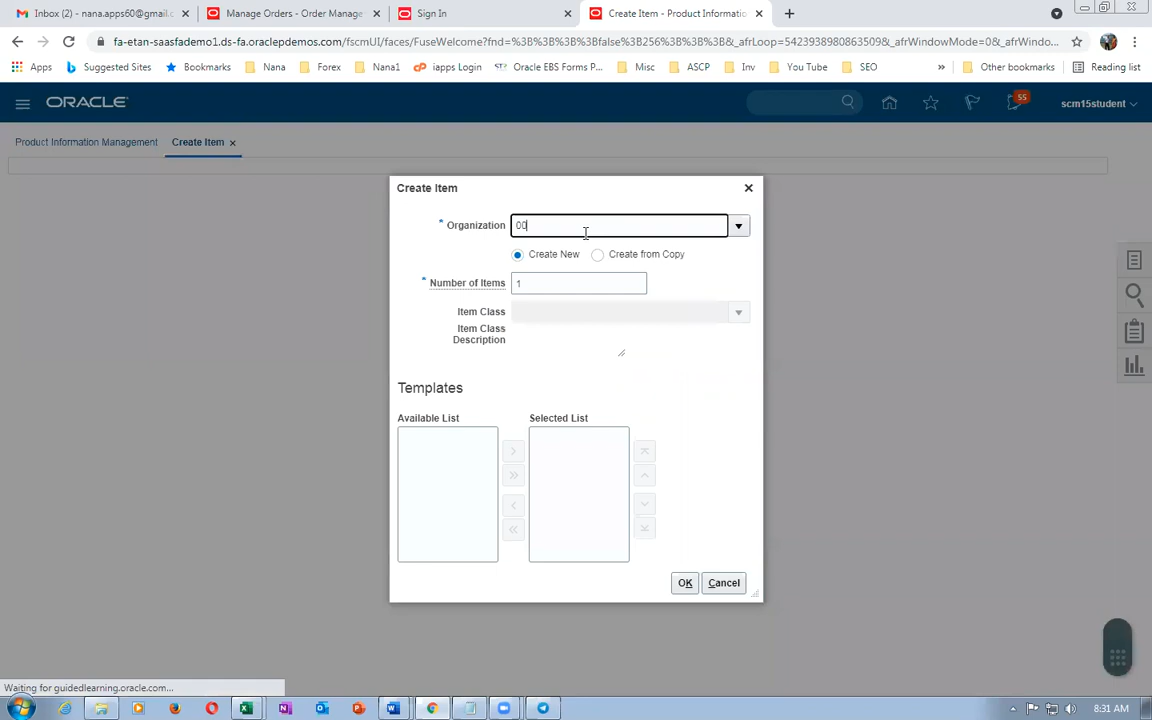 Inbox (2) - nana.apps60@gmail.c
Manage Orders - Order Manage
Sign In
Create Item - Product Informatio
fa-etan-saasfademo1.ds-fa.oraclepdemos.com/fscmUI/faces/FuseWelcome?fnd=%3B%3B%3B%3Bfalse%3B256%3B%3B%3B&_afrLoop=5423938980863509&_afrWindowMode=0&_afrWindo...
Apps
Suggested Sites
Bookmarks
Nana
Forex
Nana1
iapps Login
Oracle EBS Forms P...
Misc
ASCP
Inv
You Tube
SEO
»
Other bookmarks
Reading list
ORACLE
55
scm15student
Product Information Management
Create Item
Create Item
* Organization
00
Create New
Create from Copy
* Number of Items
1
Item Class
Item Class
Description
Templates
Available List
Selected List
OK
Cancel
Waiting for guidedlearning.oracle.com...
8:31 AM